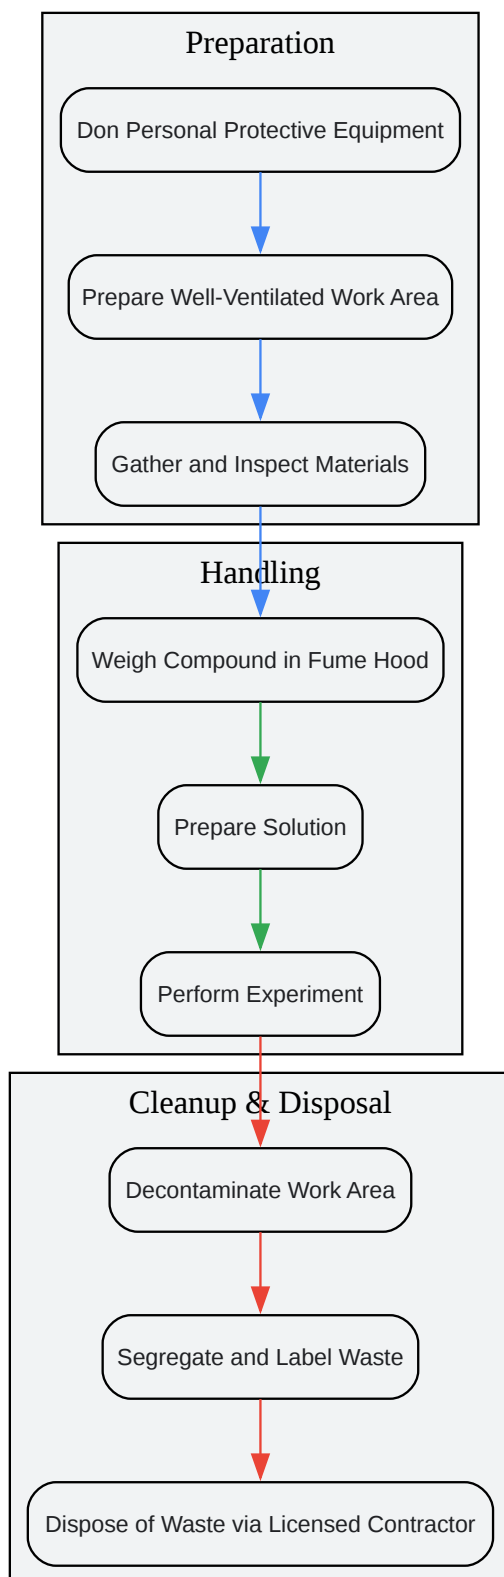 Preparation
Don Personal Protective Equipment
Prepare Well-Ventilated Work Area
Gather and Inspect Materials
Handling
Weigh Compound in Fume Hood
Prepare Solution
Perform Experiment
Cleanup & Disposal
Decontaminate Work Area
Segregate and Label Waste
Dispose of Waste via Licensed Contractor